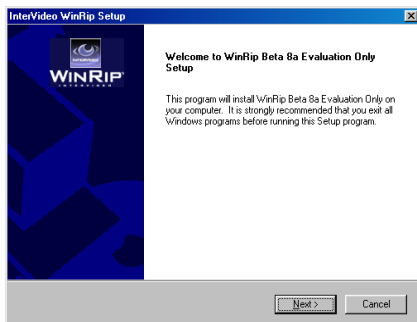 InterVideo WinRip Setup
INTERVIDEO
WINRIP
INTERVIDEO
Welcome to WinRip Beta 8a Evaluation Only
Setup
This program will install WinRip Beta 8a Evaluation Only on
your computer. It is strongly recommended that you exit all
Windows programs before running this Setup program.
Next >
Cancel